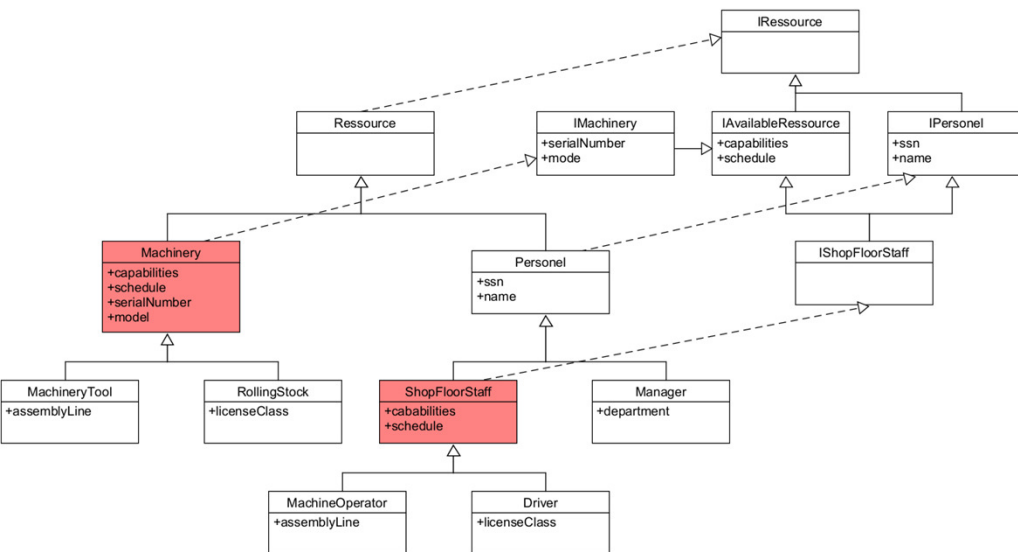 IRessource
Ressource
IMachinery
+serialNumber
+mode
IAvailableRessource
+capabilities
+schedule
IPersonel
+ssn
+name
Machinery
+capabilities
+schedule
+serialNumber
+model
Personel
+ssn
+name
IShopFloorStaff
MachineryTool
+assemblyLine
RollingStock
+licenseClass
ShopFloorStaff
+cababilities
+schedule
Manager
+department
MachineOperator
+assemblyLine
Driver
+licenseClass